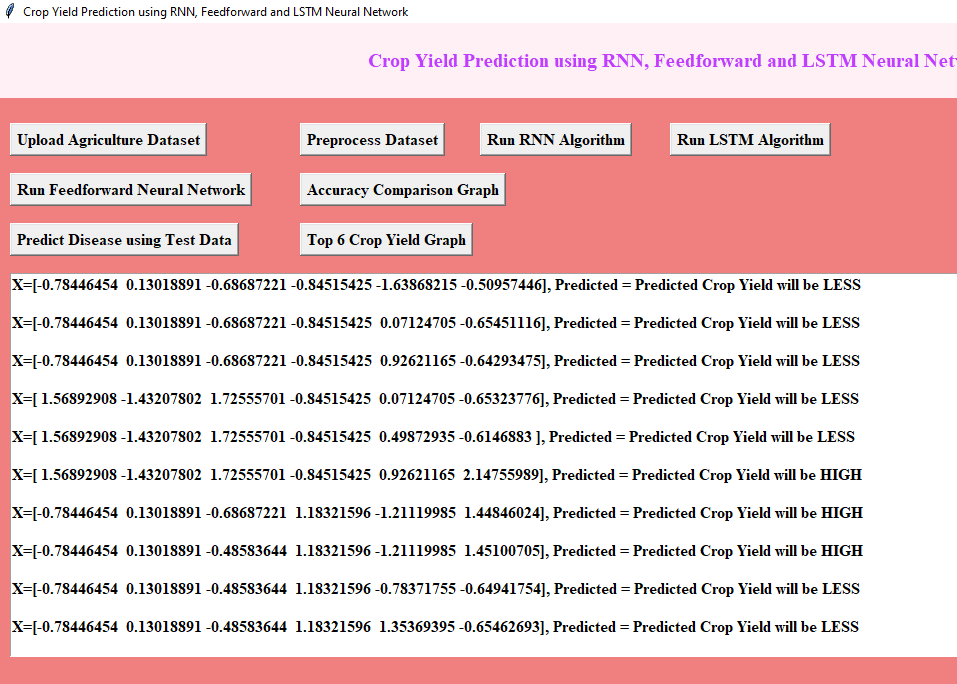 Crop Yield Prediction using RNN, Feedforward and LSTM Neural Network
Crop Yield Prediction using RNN, Feedforward and LSTM Neural
Upload Agriculture Dataset
Preprocess Dataset
Run RNN Algorithm
Run LSTM Algorithm
Run Feedforward Neural Network
Accuracy Comparison Graph
Predict Disease using Test Data
Top 6 Crop Yield Graph
X=[-0.78446454  0.13018891 -0.68687221 -0.84515425 -1.63868215 -0.50957446], Predicted = Predicted Crop Yield will be LESS
X=[-0.78446454  0.13018891 -0.68687221 -0.84515425  0.07124705 -0.65451116], Predicted = Predicted Crop Yield will be LESS
X=[-0.78446454  0.13018891 -0.68687221 -0.84515425  0.92621165 -0.64293475], Predicted = Predicted Crop Yield will be LESS
X=[ 1.56892908 -1.43207802  1.72555701 -0.84515425  0.07124705 -0.65323776], Predicted = Predicted Crop Yield will be LESS
X=[ 1.56892908 -1.43207802  1.72555701 -0.84515425  0.49872935 -0.6146883 ], Predicted = Predicted Crop Yield will be LESS
X=[ 1.56892908 -1.43207802  1.72555701 -0.84515425  0.92621165  2.14755989], Predicted = Predicted Crop Yield will be HIGH
X=[-0.78446454  0.13018891 -0.68687221  1.18321596 -1.21119985  1.44846024], Predicted = Predicted Crop Yield will be HIGH
X=[-0.78446454  0.13018891 -0.48583644  1.18321596 -1.21119985  1.45100705], Predicted = Predicted Crop Yield will be HIGH
X=[-0.78446454  0.13018891 -0.48583644  1.18321596 -0.78371755 -0.64941754], Predicted = Predicted Crop Yield will be LESS
X=[-0.78446454  0.13018891 -0.48583644  1.18321596  1.35369395 -0.65462693], Predicted = Predicted Crop Yield will be LESS